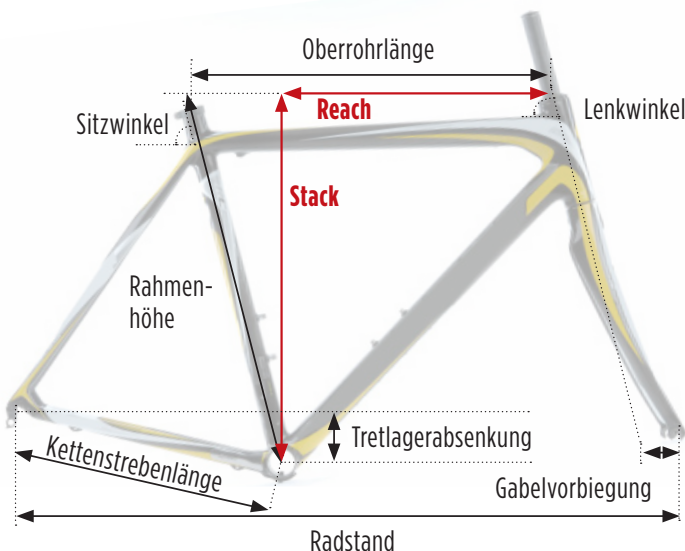 Oberrohrlänge
Reach
Sitzwinkel
Lenkwinkel
Stack
Rahmen-
höhe
Tretlagerabsenkung
Kettenstrebenlänge
Gabelvorbiegung
Radstand